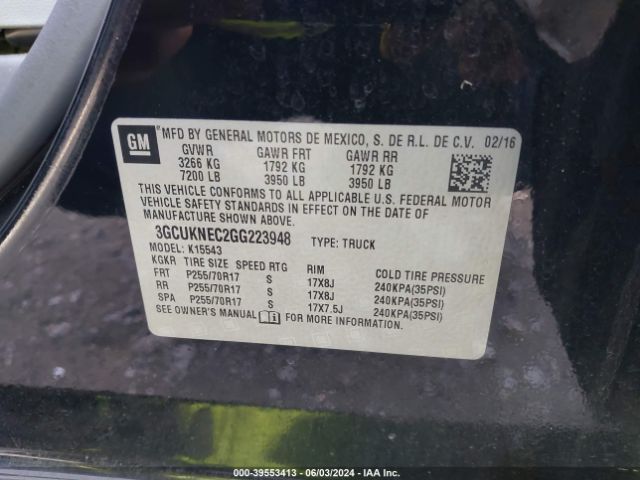 GM
MFD BY GENERAL MOTORS DE MEXICO, S. DE R.L. DE C.V. 02/16
GVWR GAWR FRT GAWR RR
3266 KG 1792 KG 1792 KG
7200 LB 3950 LB 3950 LB
THIS VEHICLE CONFORMS TO ALL APPLICABLE U.S. FEDERAL MOTOR
VEHICLE SAFETY STANDARDS IN EFFECT ON THE DATE OF
MANUFACTURE SHOWN ABOVE.
3GCUKNEC2GG223948 TYPE: TRUCK
MODEL: K15543
KGKR TIRE SIZE SPEED RTG RIM COLD TIRE PRESSURE
FRT P255/70R17 S 17X8J 240KPA(35PSI)
RR P255/70R17 S 17X8J 240KPA(35PSI)
SPA P255/70R17 S 17X7.5J 240KPA(35PSI)
SEE OWNER'S MANUAL FOR MORE INFORMATION.
000-39553413 - 06/03/2024 - IAA Inc.